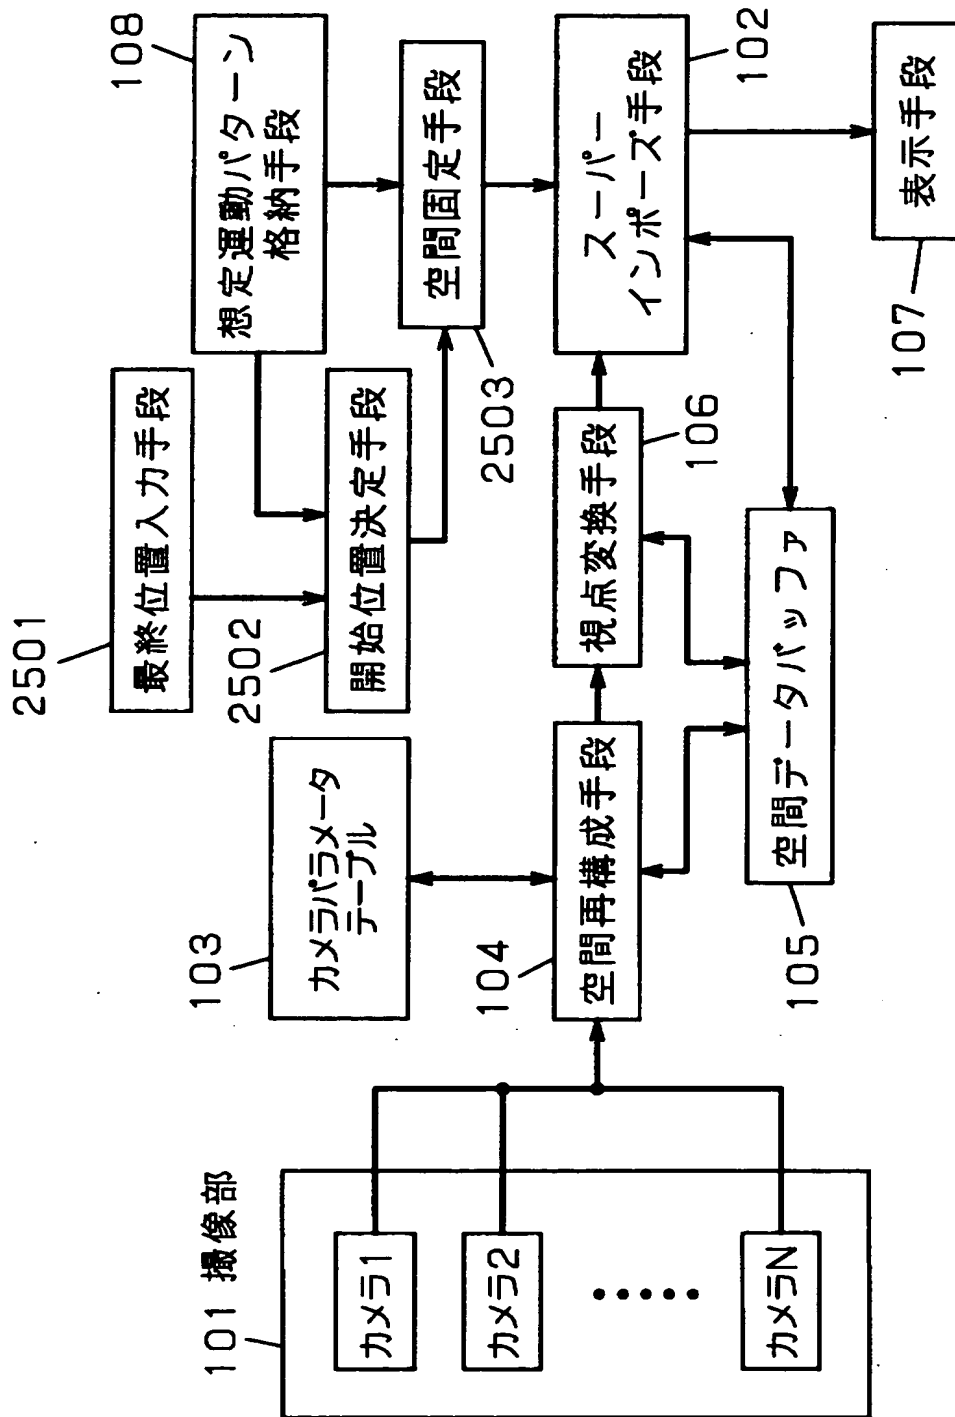 2501
最終位置入力手段
108
想定運動パターン
格納手段
2502
開始位置決定手段
空間固定手段
2503
103
カメラパラメータ
テーブル
101 撮像部
カメラ1
カメラ2
カメラN
104
空間再構成手段
視点変換手段
106
スーパー
インポーズ手段
102
105
空間データバッファ
107
表示手段